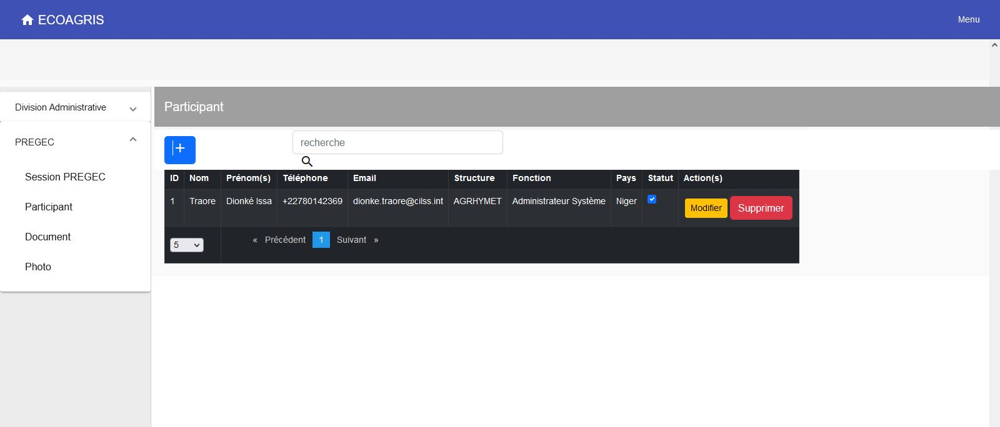 ECOAGRIS
Menu
Division Administrative
PREGEC
Session PREGEC
Participant
Document
Photo
Participant
+
recherche
ID Nom Prénom(s) Téléphone Email Structure Fonction Pays Statut Action(s)
1 Traore Dionké Issa +22780142369 dionke.traore@cilss.int AGRHYMET Administrateur Système Niger Modifier Supprimer
5 « Précédent 1 Suivant »